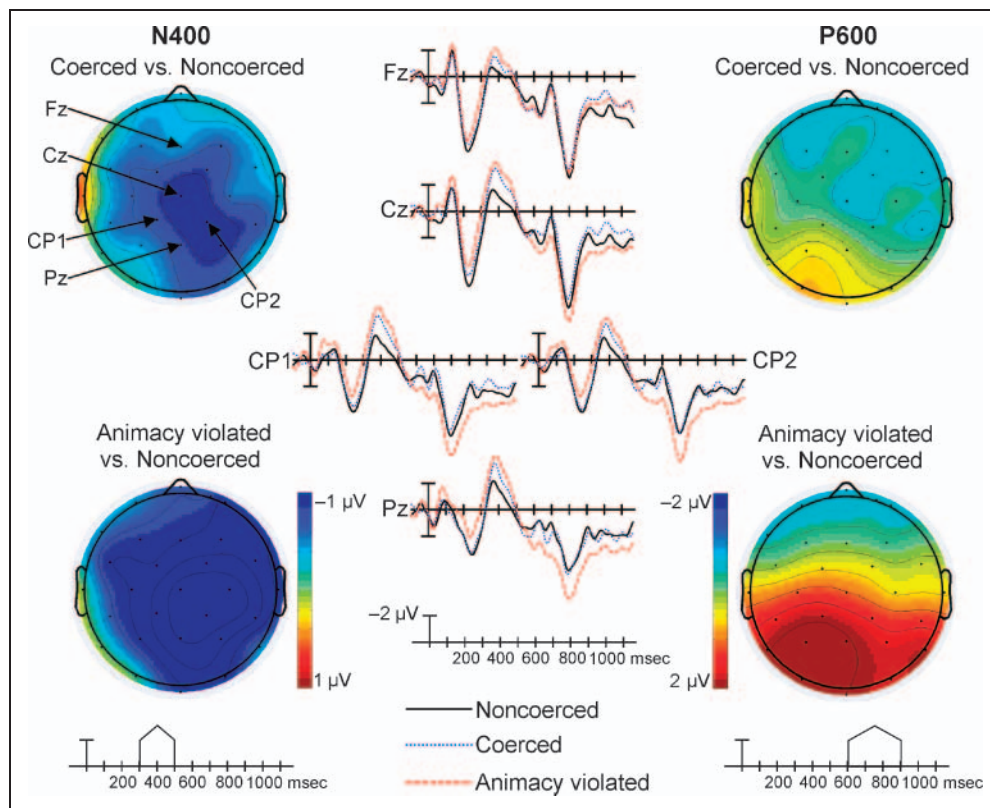 N400
Coerced vs. Noncoerced
Fz
Cz
CP1
Pz
CP2
Fz
Cz
CP1
CP2
Pz
P600
Coerced vs. Noncoerced
Animacy violated
vs. Noncoerced
–1 µV
1 µV
–2 µV
200 400 600 800 1000 msec
Animacy violated
vs. Noncoerced
–2 µV
2 µV
Noncoerced
Coerced
Animacy violated
200 400 600 800 1000 msec
200 400 600 800 1000 msec